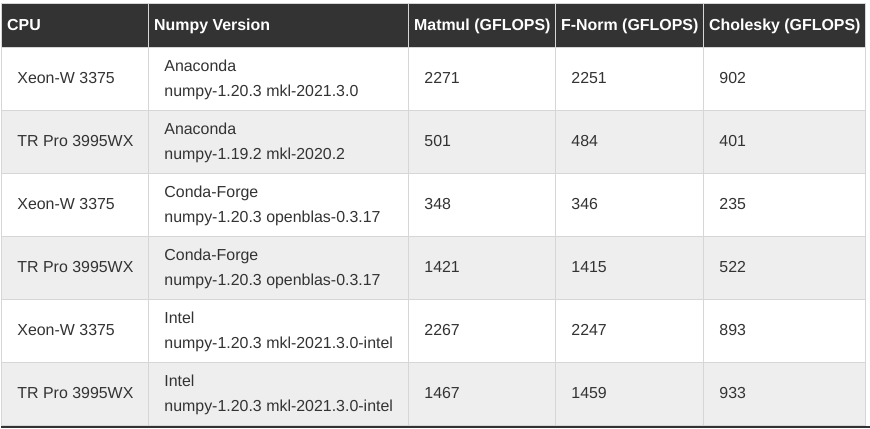 CPU Numpy Version Matmul (GFLOPS) F-Norm (GFLOPS) Cholesky (GFLOPS)
Xeon-W 3375 Anaconda
numpy-1.20.3 mkl-2021.3.0 2271 2251 902
TR Pro 3995WX Anaconda
numpy-1.19.2 mkl-2020.2 501 484 401
Xeon-W 3375 Conda-Forge
numpy-1.20.3 openblas-0.3.17 348 346 235
TR Pro 3995WX Conda-Forge
numpy-1.20.3 openblas-0.3.17 1421 1415 522
Xeon-W 3375 Intel
numpy-1.20.3 mkl-2021.3.0-intel 2267 2247 893
TR Pro 3995WX Intel
numpy-1.20.3 mkl-2021.3.0-intel 1467 1459 933